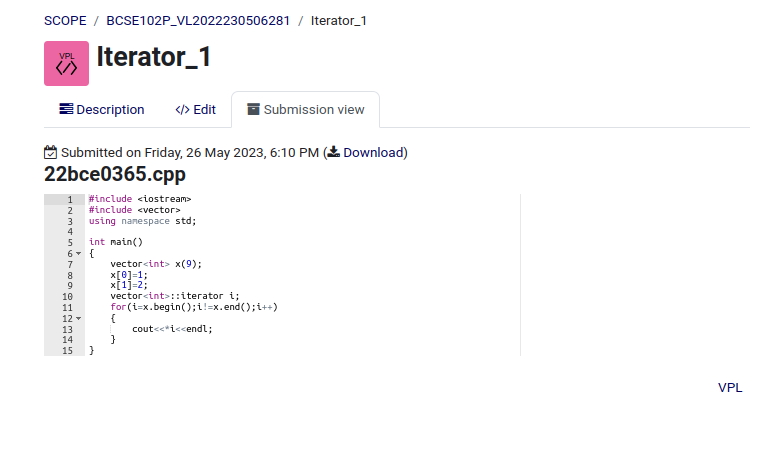 SCOPE / BCSE102P_VL2022230506281 / Iterator_1
VPL
</>
Iterator_1
Description
</> Edit
Submission view
Submitted on Friday, 26 May 2023, 6:10 PM (Download)
22bce0365.cpp
1 #include <iostream>
2 #include <vector>
3 using namespace std;
4
5 int main()
6 {
7 vector<int> x(9);
8 x[0]=1;
9 x[1]=2;
10 vector<int>::iterator i;
11 for(i=x.begin();i!=x.end();i++)
12 {
13 cout<<*i<<endl;
14 }
15 }
VPL